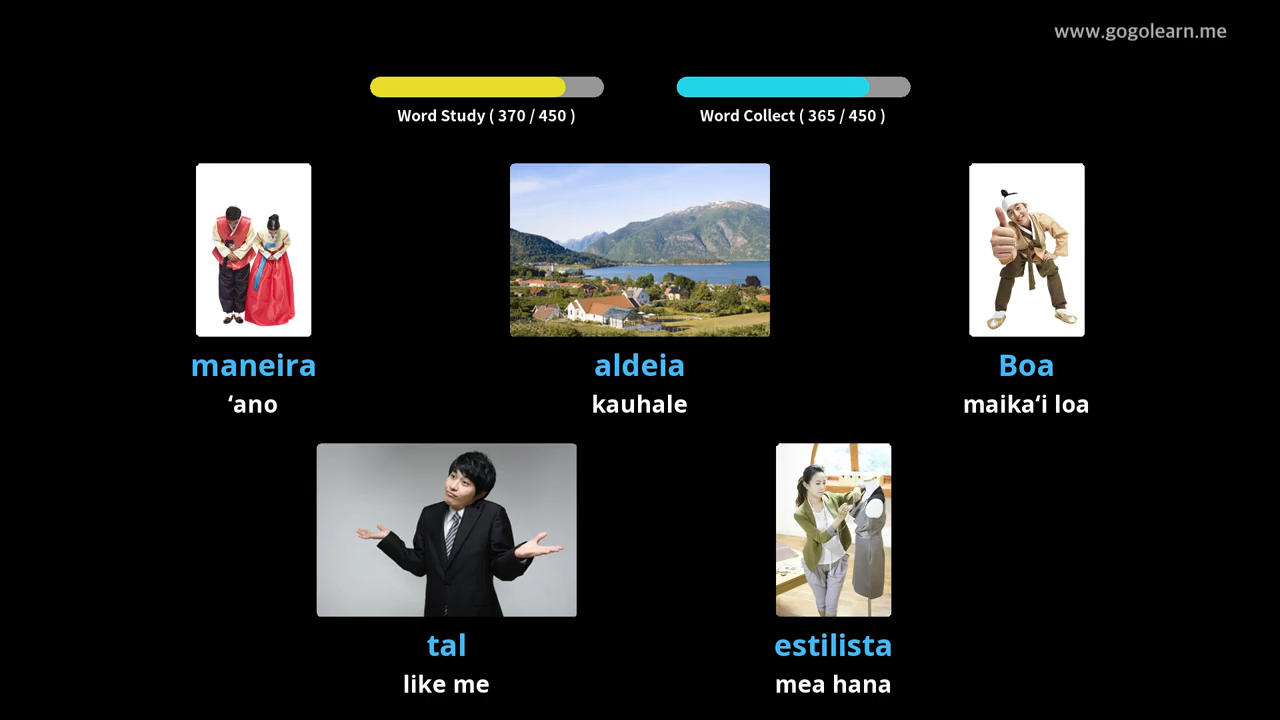 www.gogolearn.me
Word Study ( 370 / 450 )
Word Collect ( 365 / 450 )
maneira
ʻano
aldeia
kauhale
Boa
maikaʻi loa
tal
like me
estilista
mea hana